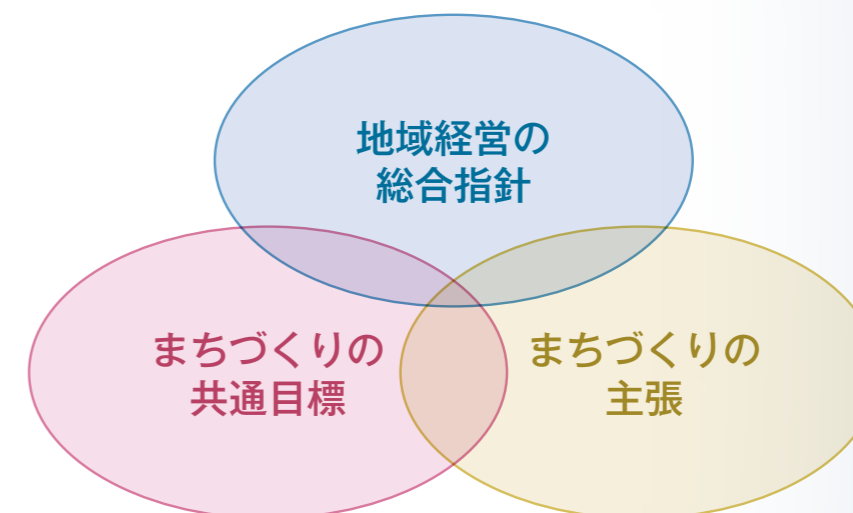 地域経営の
総合指針
まちづくりの
共通目標
まちづくりの
主張